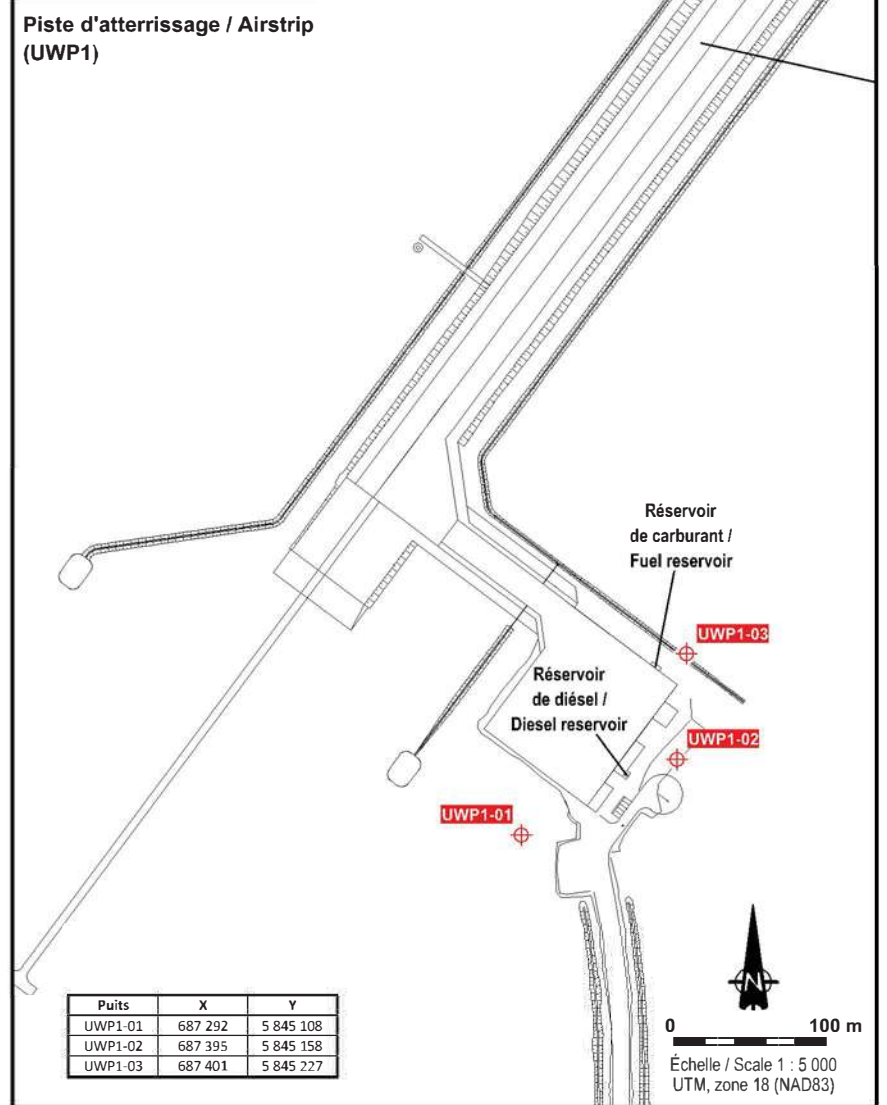 Piste d'atterrissage / Airstrip
(UWP1)
Réservoir
de carburant /
Fuel reservoir
UWP1-03
Réservoir
de diésel /
Diesel reservoir
UWP1-02
UWP1-01
N
Puits X Y
UWP1-01 687 292 5 845 108
UWP1-02 687 395 5 845 158
UWP1-03 687 401 5 845 227
0 100 m
Échelle / Scale 1 : 5 000
UTM, zone 18 (NAD83)